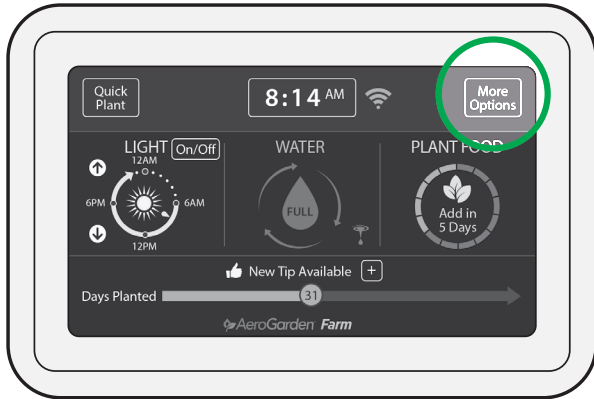 Quick
Plant
8:14 AM
More
Options
LIGHT On/Off
12AM
6PM
6AM
12PM
WATER
FULL
PLANT FOOD
Add in
5 Days
New Tip Available +
Days Planted
31
AeroGarden Farm